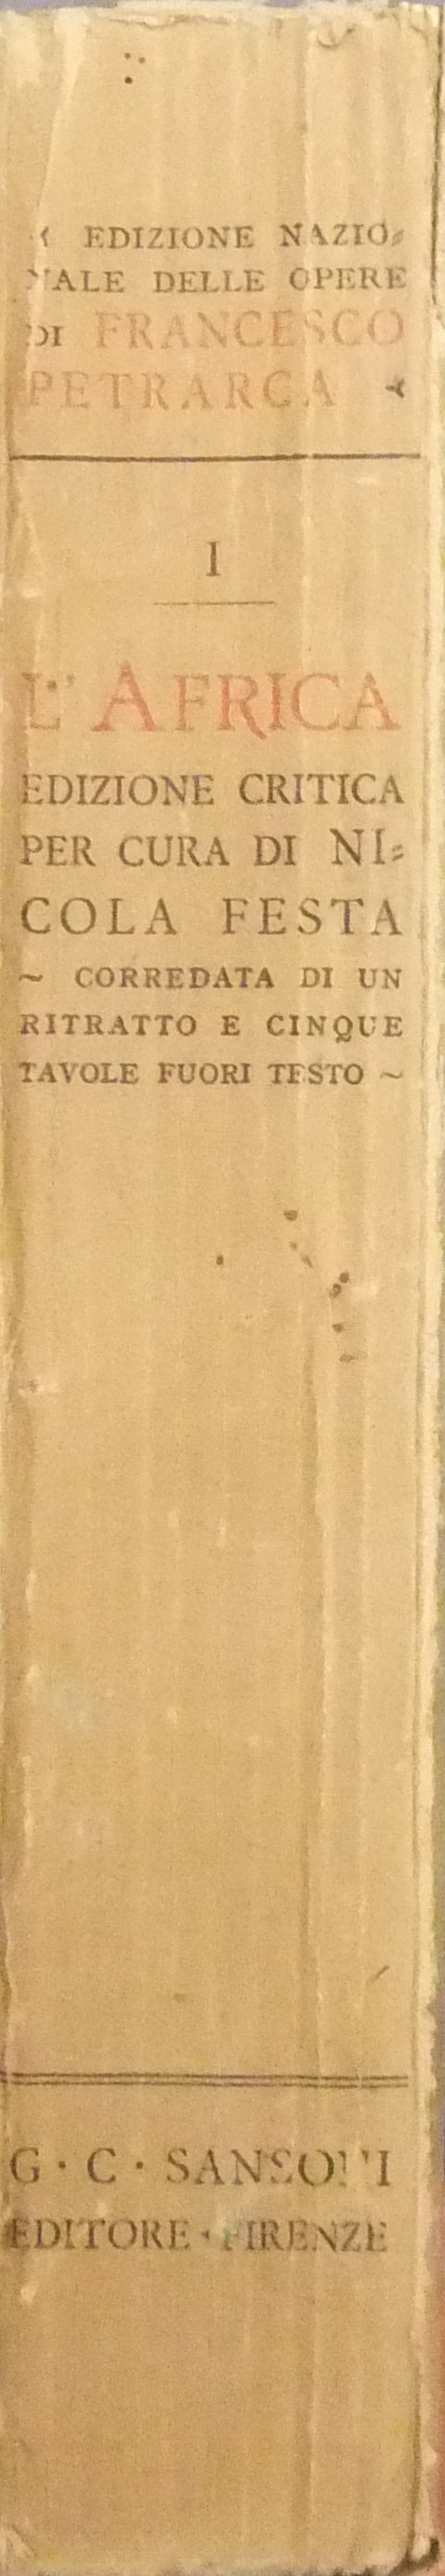 EDIZIONE NAZIO=
NALE DELLE OPERE
DI FRANCESCO
PETRARCA
I
L'AFRICA
EDIZIONE CRITICA
PER CURA DI NI=
COLA FESTA
~ CORREDATA DI UN
RITRATTO E CINQUE
TAVOLE FUORI TESTO ~
G · C · SANSONI
EDITORE · FIRENZE